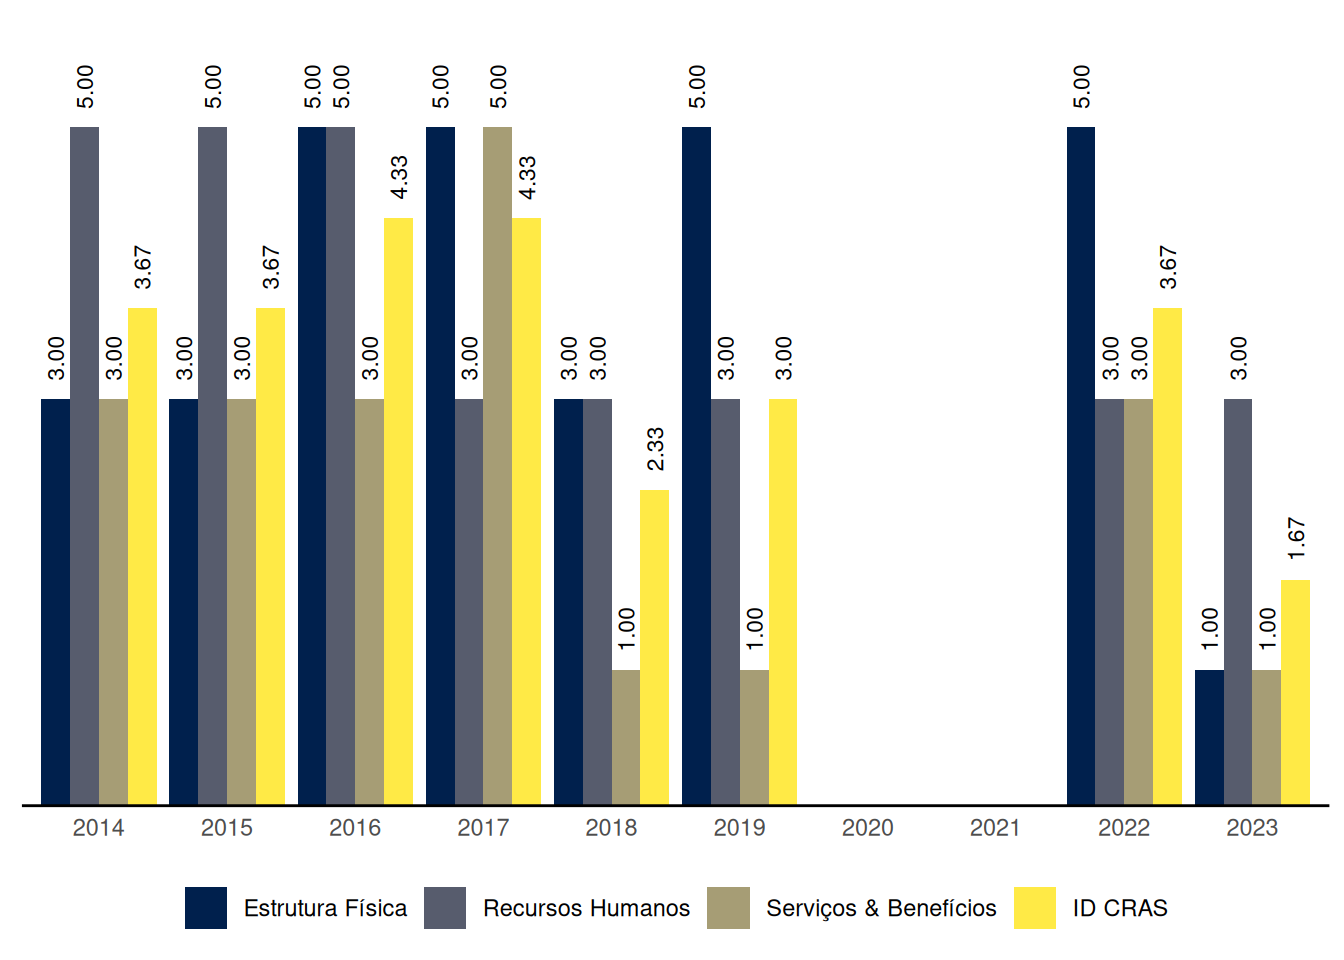 5.00 5.00 5.00 5.00 5.00 5.00 5.00 5.00
4.33 4.33
3.67 3.67 3.67
3.00 3.00 3.00 3.00 3.00 3.00 3.00 3.00 3.00 3.00 3.00 3.00 3.00
2.33
1.67
1.00 1.00 1.00 1.00
2014 2015 2016 2017 2018 2019 2020 2021 2022 2023
Estrutura Física Recursos Humanos Serviços & Benefícios ID CRAS